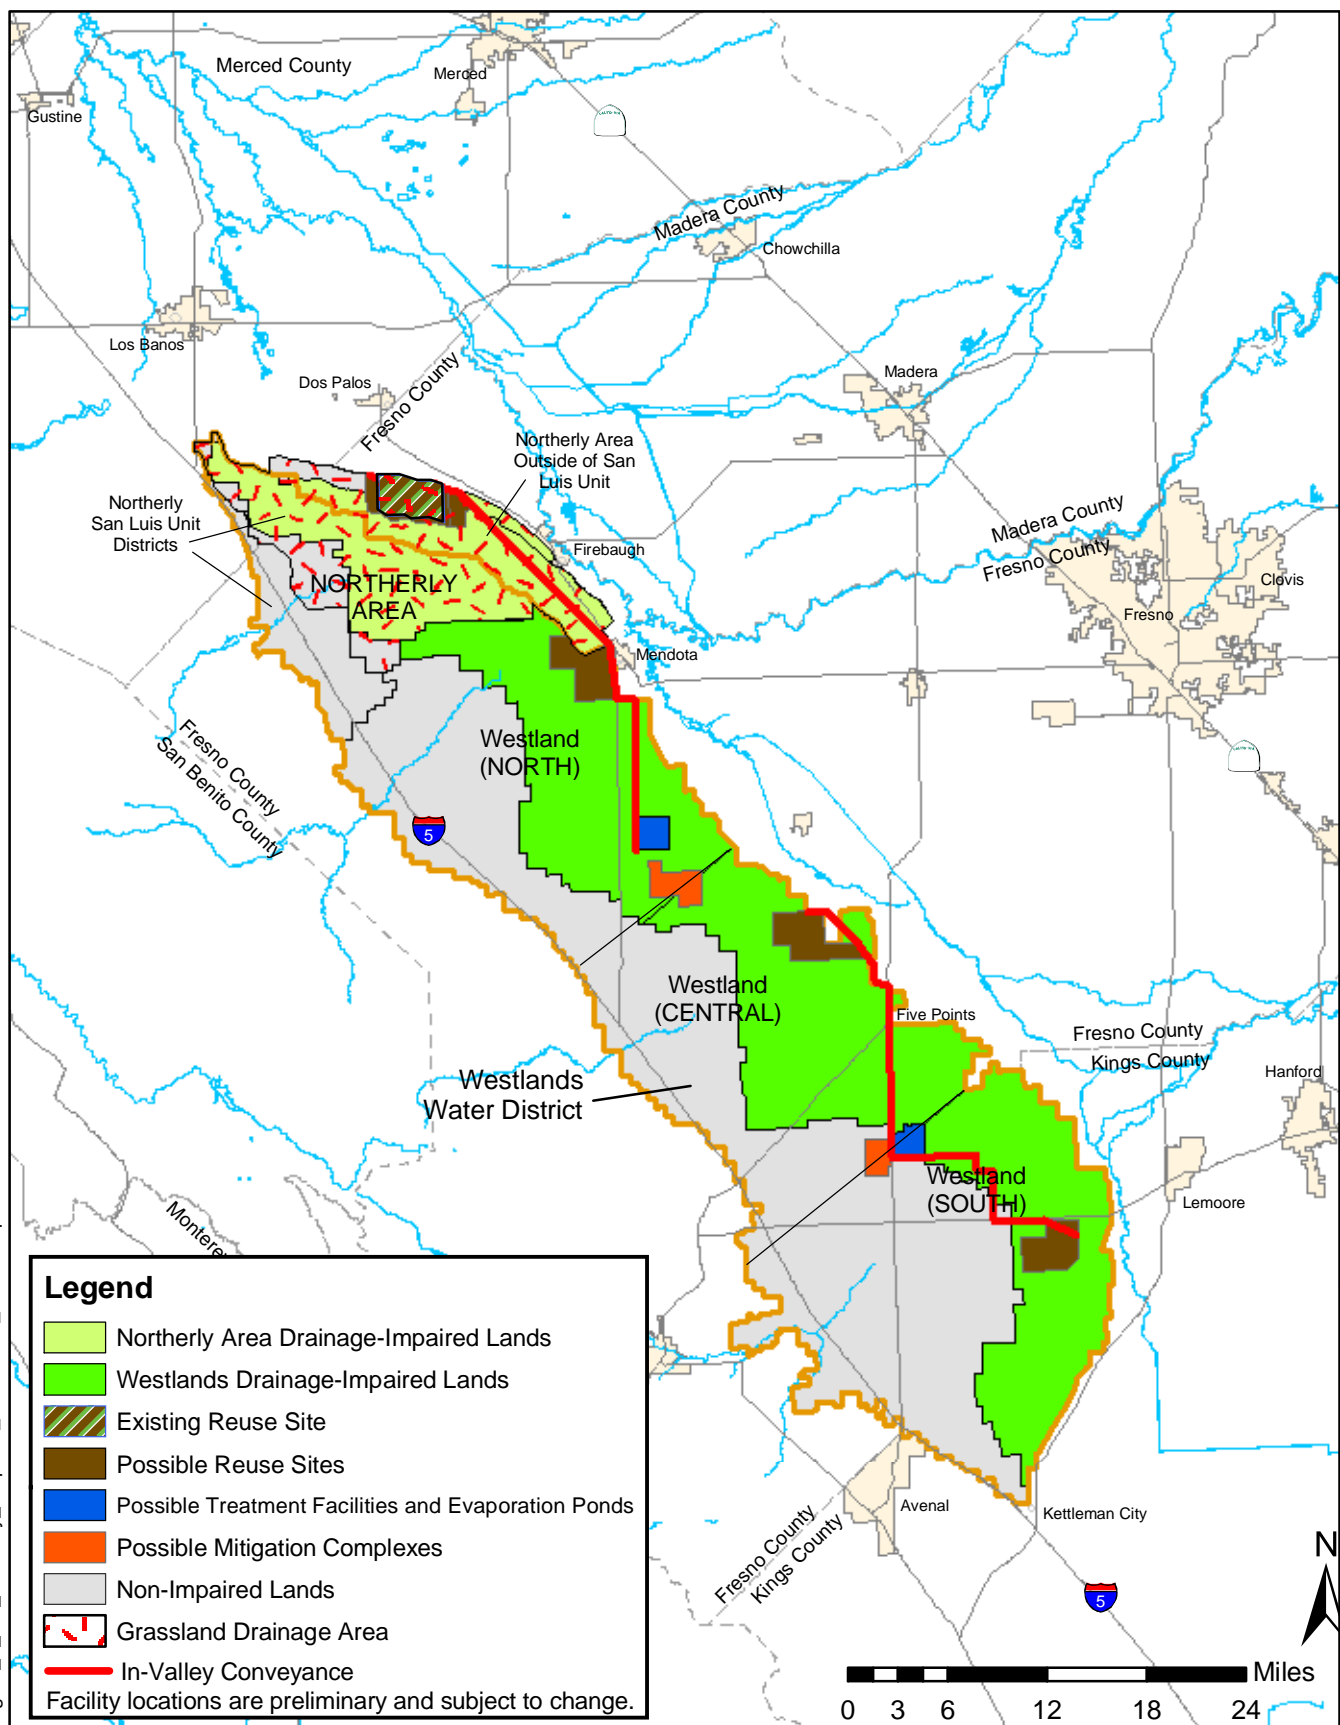 Merced County
Merced
Gustine
Madera County
Chowchilla
Los Banos
Dos Palos
Fresno County
Madera
Northerly Area
Outside of San
Luis Unit
Northerly
San Luis Unit
Districts
Firebaugh
NORTHERLY
AREA
Madera County
Fresno County
Clovis
Fresno
Mendota
Fresno County
San Benito County
Westland
(NORTH)
5
Westland
(CENTRAL)
Five Points
Fresno County
Kings County
Hanford
Westlands
Water District
Westland
(SOUTH)
Lemoore
Monterey
Legend
Northerly Area Drainage-Impaired Lands
Westlands Drainage-Impaired Lands
Existing Reuse Site
Possible Reuse Sites
Possible Treatment Facilities and Evaporation Ponds
Possible Mitigation Complexes
Non-Impaired Lands
Grassland Drainage Area
In-Valley Conveyance
Facility locations are preliminary and subject to change.
Avenal
Kettleman City
Fresno County
Kings County
5
N
Miles
0 3 6 12 18 24